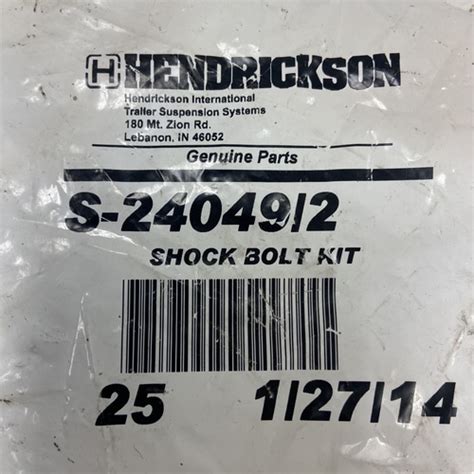 HENDRICKSON
Hendrickson International
Trailer Suspension Systems
180 Mt. Zion Rd.
Lebanon, IN 46052
Genuine Parts
S-24049/2
SHOCK BOLT KIT
25 1/27/14